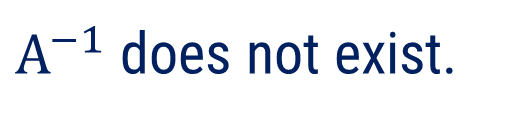 A⁻¹ does not exist.